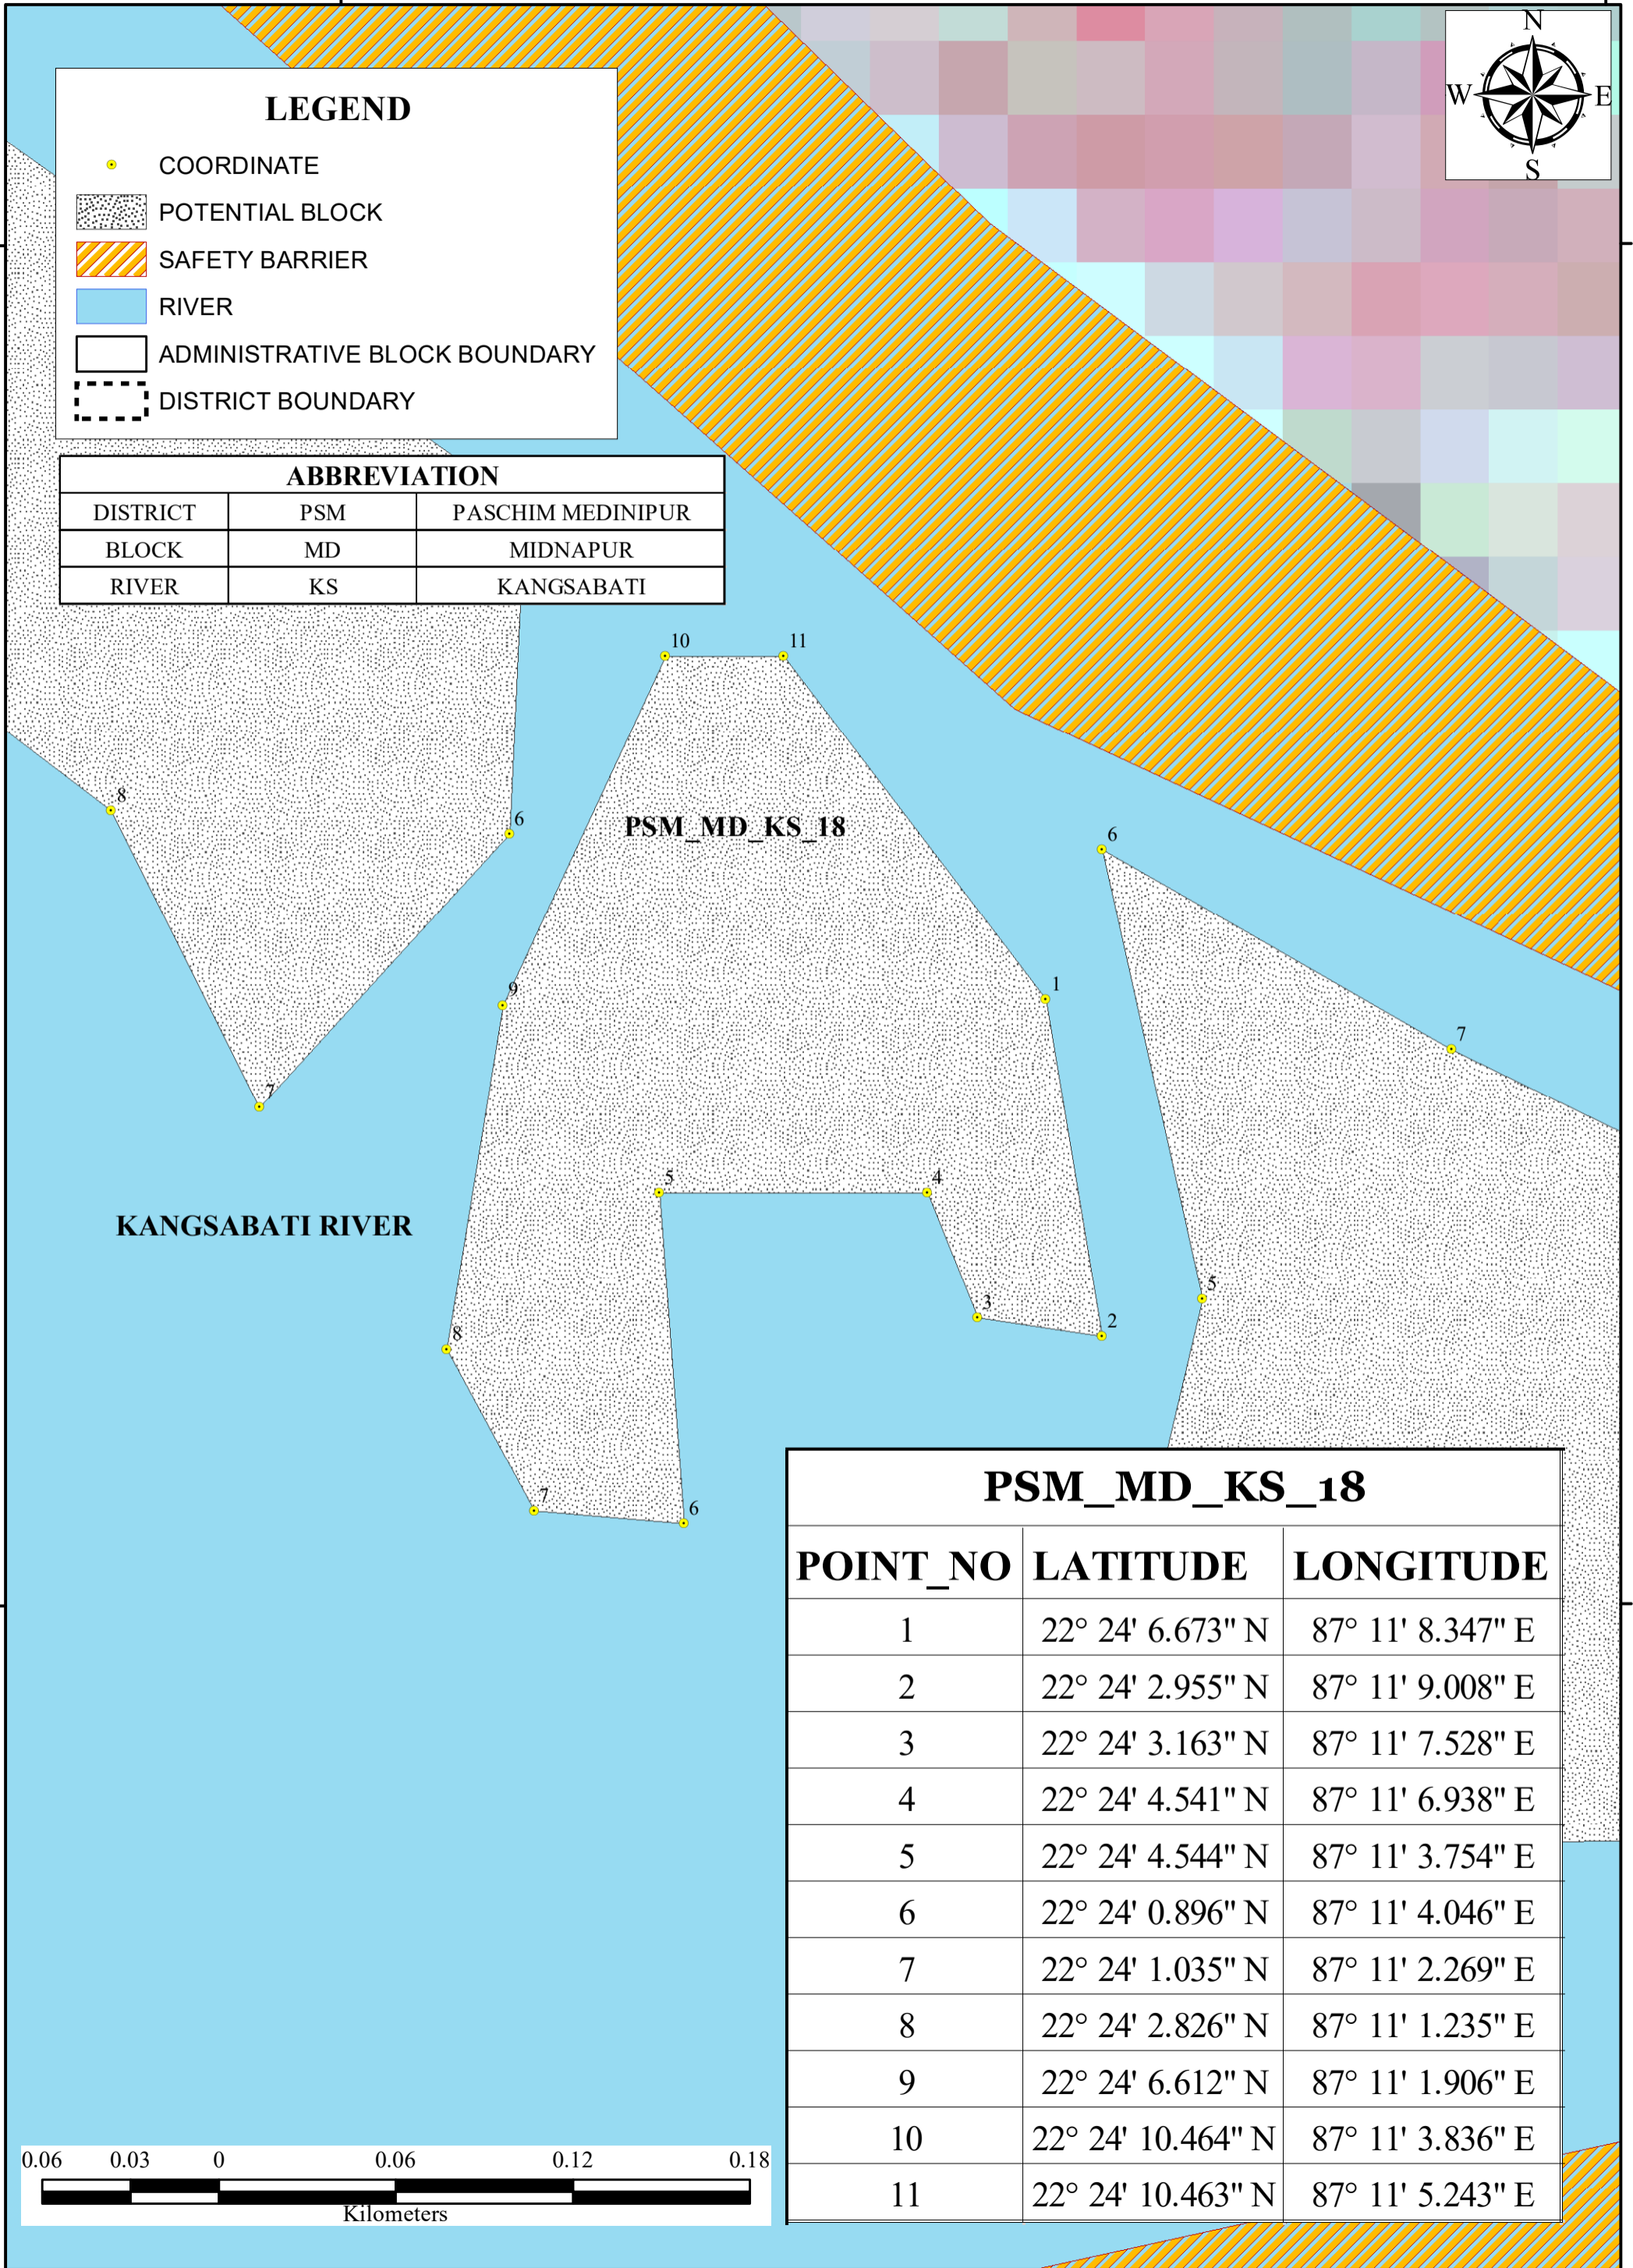 N
W E
S
LEGEND
COORDINATE
POTENTIAL BLOCK
SAFETY BARRIER
RIVER
ADMINISTRATIVE BLOCK BOUNDARY
DISTRICT BOUNDARY
ABBREVIATION
DISTRICT PSM PASCHIM MEDINIPUR
BLOCK MD MIDNAPUR
RIVER KS KANGSABATI
10 11
8
6
PSM_MD_KS_18
6
9
1
7
7
5
4
KANGSABATI RIVER
5
3
2
8
7
6
PSM_MD_KS_18
POINT_NO LATITUDE LONGITUDE
1 22° 24' 6.673" N 87° 11' 8.347" E
2 22° 24' 2.955" N 87° 11' 9.008" E
3 22° 24' 3.163" N 87° 11' 7.528" E
4 22° 24' 4.541" N 87° 11' 6.938" E
5 22° 24' 4.544" N 87° 11' 3.754" E
6 22° 24' 0.896" N 87° 11' 4.046" E
7 22° 24' 1.035" N 87° 11' 2.269" E
8 22° 24' 2.826" N 87° 11' 1.235" E
9 22° 24' 6.612" N 87° 11' 1.906" E
10 22° 24' 10.464" N 87° 11' 3.836" E
11 22° 24' 10.463" N 87° 11' 5.243" E
0.06 0.03 0 0.06 0.12 0.18
Kilometers